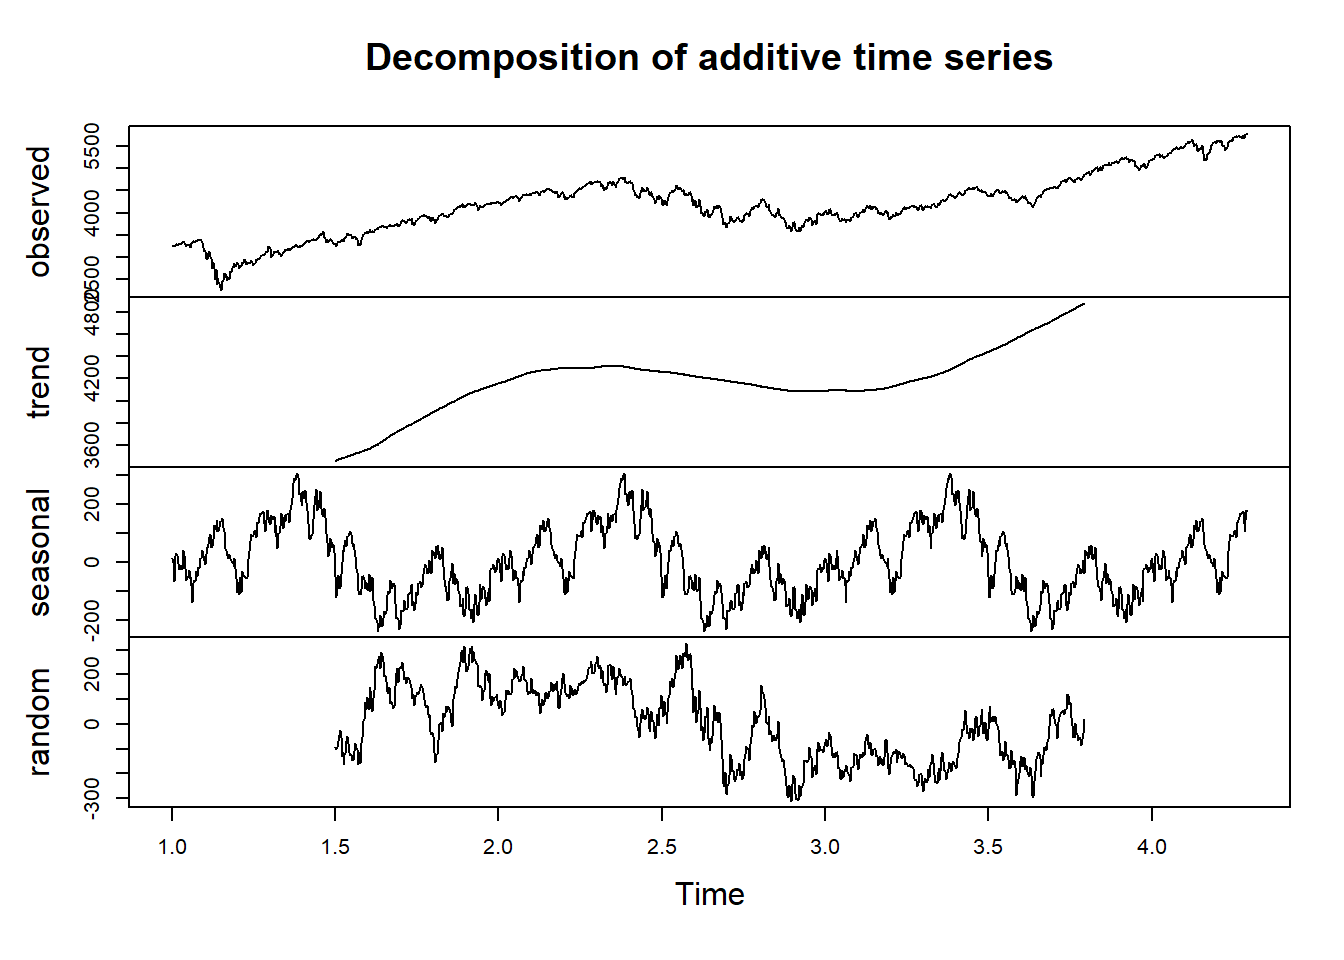 Decomposition of additive time series
observed
2500 4000 5500
trend
3600 4200 4800
seasonal
-200 0 200
random
-300 0 200
1.0 1.5 2.0 2.5 3.0 3.5 4.0
Time